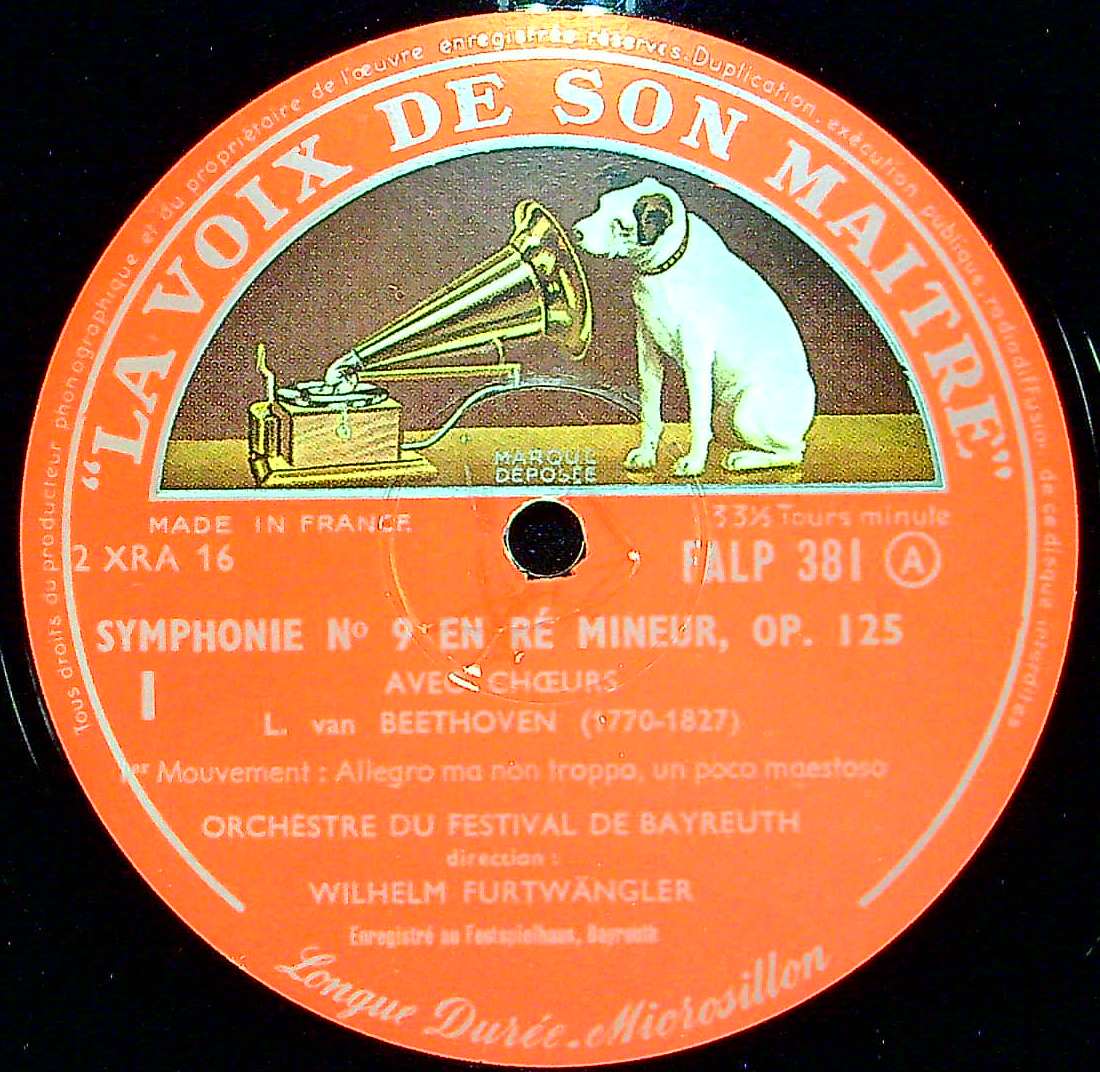 Tous droits du producteur phonographique et du propriétaire de l'œuvre enregistrée réservés. Duplication, exécution publique, radiodiffusion de ce disque interdites
"LA VOIX DE SON MAITRE"
MARQUE
DÉPOSÉE
MADE IN FRANCE
33⅓ Tours minute
2 XRA 16
FALP 381 A
SYMPHONIE No 9 EN RÉ MINEUR, OP. 125
I
AVEC CHŒURS
L. van BEETHOVEN (1770-1827)
1er Mouvement : Allegro ma non troppo, un poco maestoso
ORCHESTRE DU FESTIVAL DE BAYREUTH
direction :
WILHELM FURTWÄNGLER
Enregistré au Festspielhaus, Bayreuth
Longue Durée. Microsillon